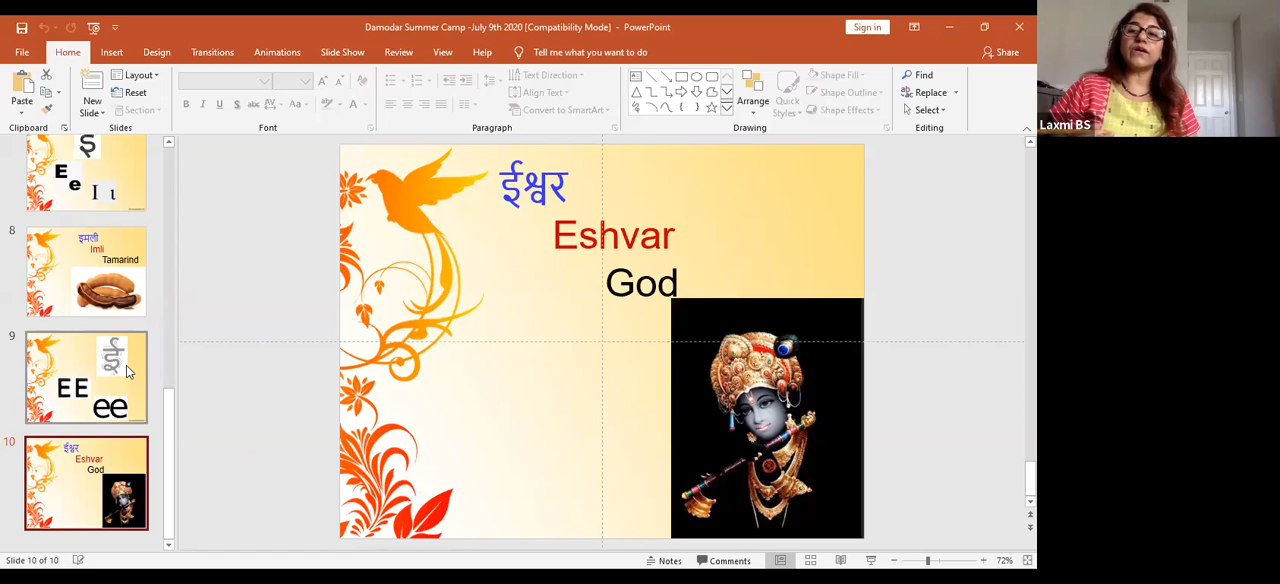 Damodar Summer Camp -July 9th 2020 [Compatibility Mode] - PowerPoint
Sign in
File Home Insert Design Transitions Animations Slide Show Review View Help Tell me what you want to do Share
Paste
New Slide
Layout
Reset
Section
B I U S abc AV Aa A
Text Direction
Align Text
Convert to SmartArt
Arrange
Quick Styles
Shape Fill
Shape Outline
Shape Effects
Find
Replace
Select
Clipboard Slides Font Paragraph Drawing Editing
Laxmi BS
इ
E
e
I ι
8
इमली
Imli
Tamarind
9
ई
EE
ee
10
ईश्वर
Eshvar
God
ईश्वर
Eshvar
God
Slide 10 of 10
Notes
Comments
72%